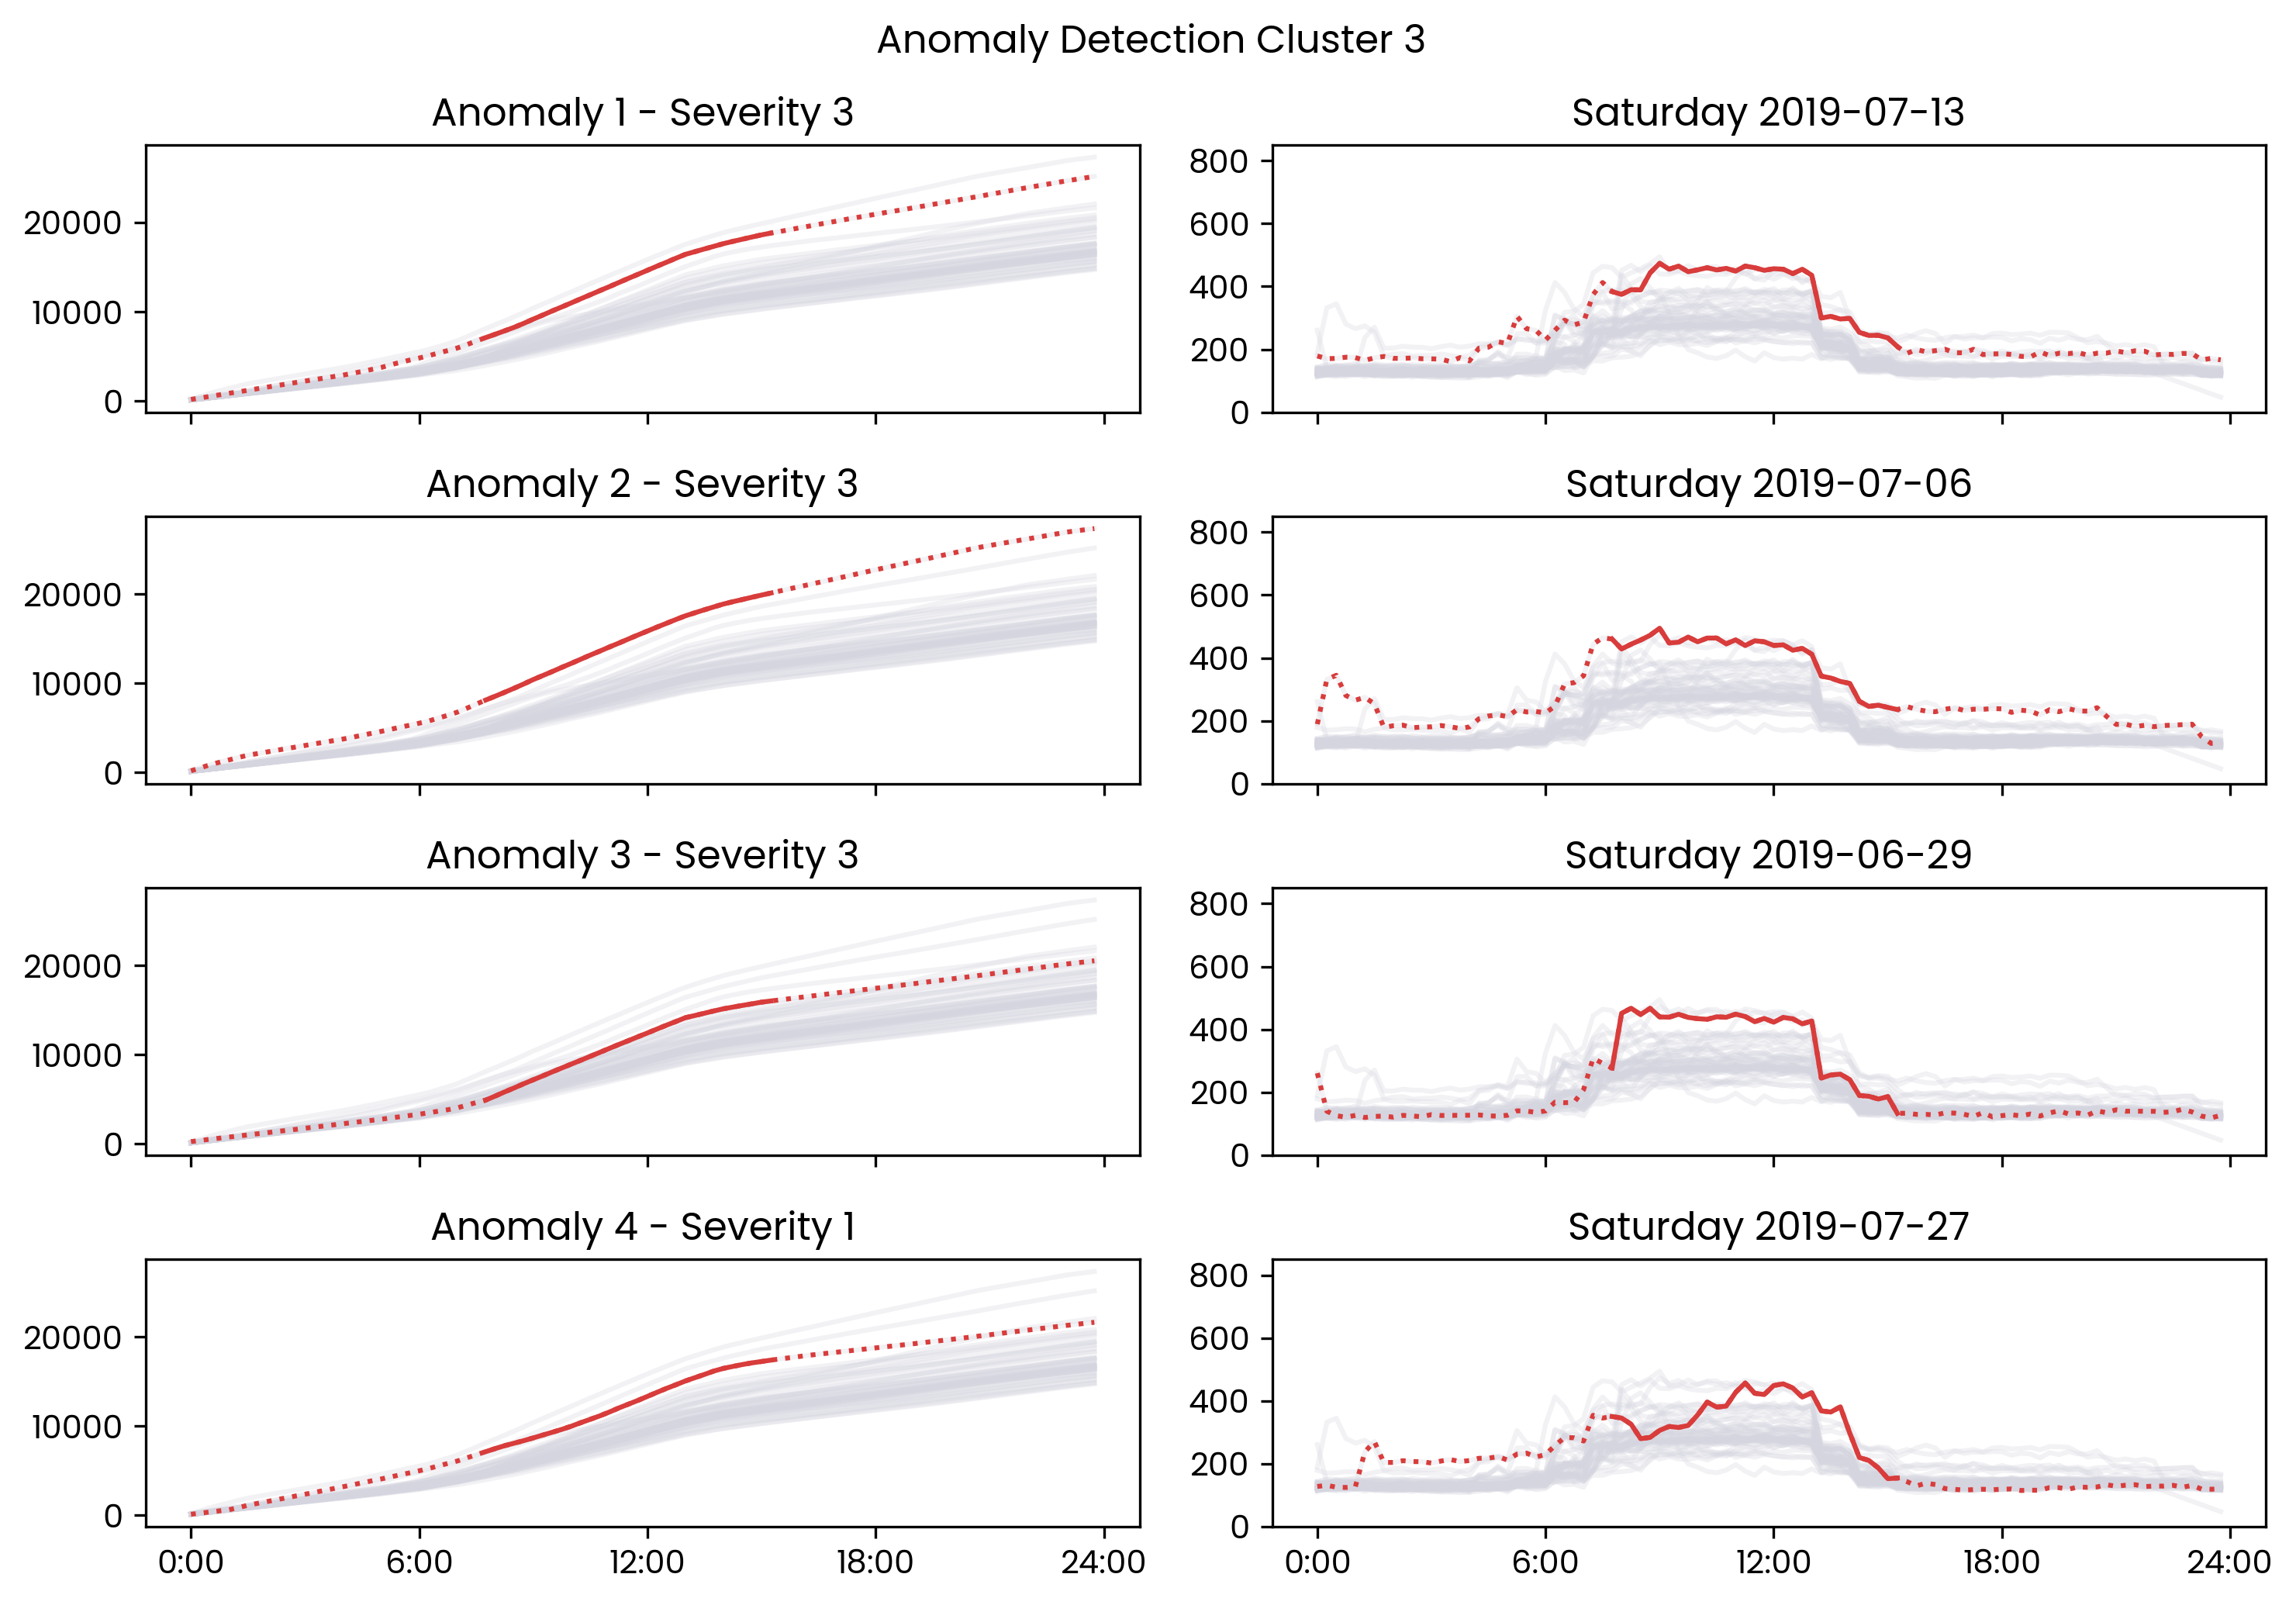 Anomaly Detection Cluster 3
Anomaly 1 - Severity 3
Saturday 2019-07-13
20000
10000
0
800
600
400
200
0
Anomaly 2 - Severity 3
Saturday 2019-07-06
20000
10000
0
800
600
400
200
0
Anomaly 3 - Severity 3
Saturday 2019-06-29
20000
10000
0
800
600
400
200
0
Anomaly 4 - Severity 1
Saturday 2019-07-27
20000
10000
0
800
600
400
200
0
0:00 6:00 12:00 18:00 24:00
0:00 6:00 12:00 18:00 24:00